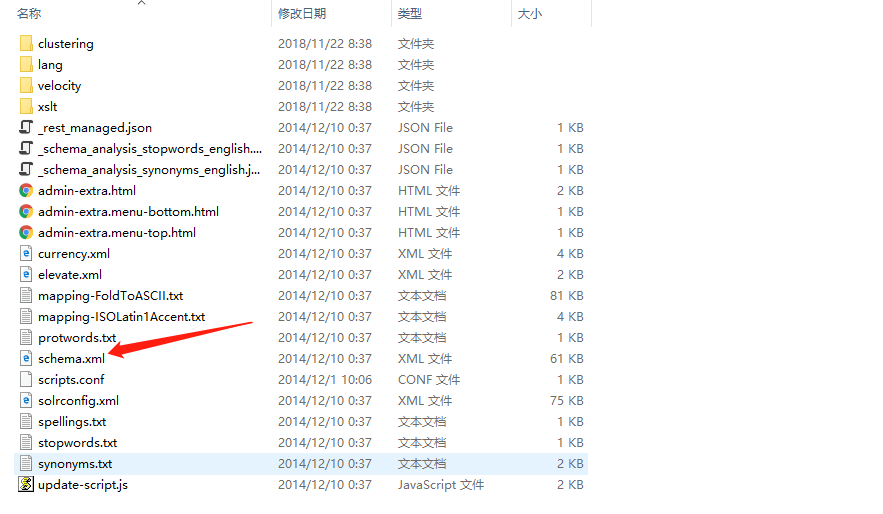 名称 修改日期 类型 大小
clustering 2018/11/22 8:38 文件夹
lang 2018/11/22 8:38 文件夹
velocity 2018/11/22 8:38 文件夹
xslt 2018/11/22 8:38 文件夹
_rest_managed.json 2014/12/10 0:37 JSON File 1 KB
_schema_analysis_stopwords_english.... 2014/12/10 0:37 JSON File 1 KB
_schema_analysis_synonyms_english.j... 2014/12/10 0:37 JSON File 1 KB
admin-extra.html 2014/12/10 0:37 HTML 文件 2 KB
admin-extra.menu-bottom.html 2014/12/10 0:37 HTML 文件 1 KB
admin-extra.menu-top.html 2014/12/10 0:37 HTML 文件 1 KB
currency.xml 2014/12/10 0:37 XML 文件 4 KB
elevate.xml 2014/12/10 0:37 XML 文件 2 KB
mapping-FoldToASCII.txt 2014/12/10 0:37 文本文档 81 KB
mapping-ISOLatin1Accent.txt 2014/12/10 0:37 文本文档 4 KB
protwords.txt 2014/12/10 0:37 文本文档 1 KB
schema.xml 2014/12/10 0:37 XML 文件 61 KB
scripts.conf 2014/12/1 10:06 CONF 文件 1 KB
solrconfig.xml 2014/12/10 0:37 XML 文件 75 KB
spellings.txt 2014/12/10 0:37 文本文档 1 KB
stopwords.txt 2014/12/10 0:37 文本文档 1 KB
synonyms.txt 2014/12/10 0:37 文本文档 2 KB
update-script.js 2014/12/10 0:37 JavaScript 文件 2 KB